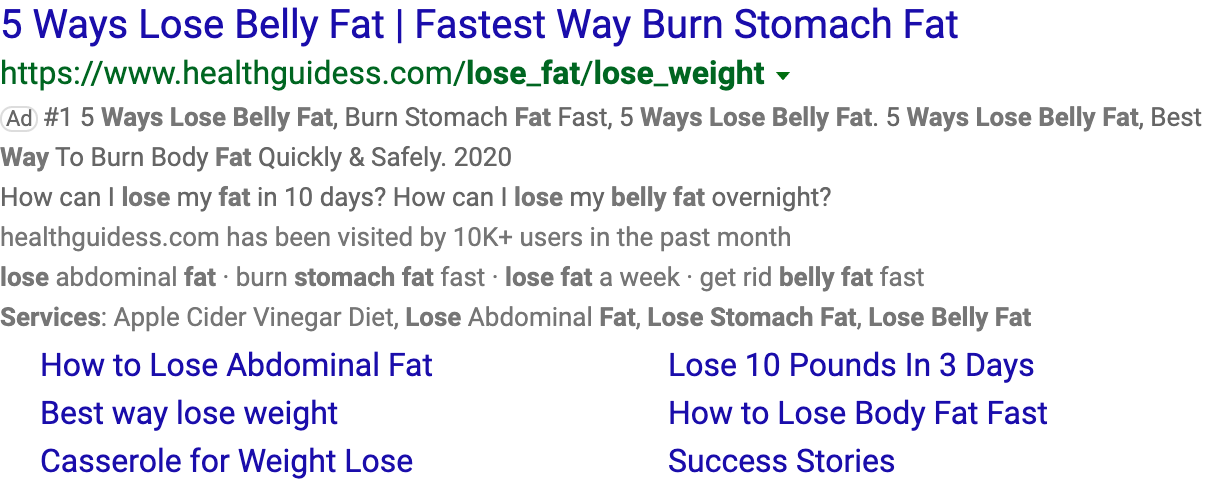 5 Ways Lose Belly Fat | Fastest Way Burn Stomach Fat
https://www.healthguidess.com/lose_fat/lose_weight
Ad #1 5 Ways Lose Belly Fat, Burn Stomach Fat Fast, 5 Ways Lose Belly Fat. 5 Ways Lose Belly Fat, Best
Way To Burn Body Fat Quickly & Safely. 2020
How can I lose my fat in 10 days? How can I lose my belly fat overnight?
healthguidess.com has been visited by 10K+ users in the past month
lose abdominal fat · burn stomach fat fast · lose fat a week · get rid belly fat fast
Services: Apple Cider Vinegar Diet, Lose Abdominal Fat, Lose Stomach Fat, Lose Belly Fat
How to Lose Abdominal Fat
Lose 10 Pounds In 3 Days
Best way lose weight
How to Lose Body Fat Fast
Casserole for Weight Lose
Success Stories